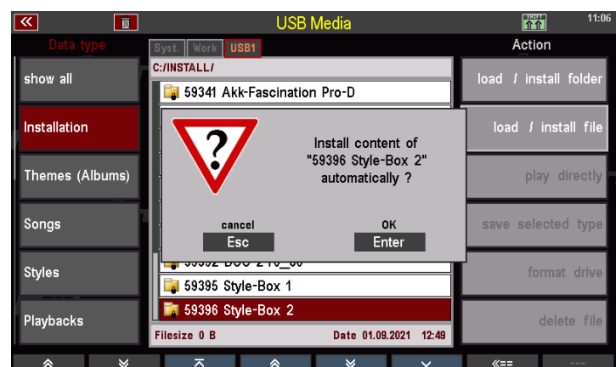 USB Media
11:06
Data type
Syst. Work USB1
Action
C:/INSTALL/
show all
Installation
Themes (Albums)
Songs
Styles
Playbacks
59341 Akk-Fascination Pro-D
Install content of
"59396 Style-Box 2"
automatically ?
cancel
Esc
OK
Enter
59395 Style-Box 1
59396 Style-Box 2
Filesize 0 B
Date 01.09.2021 12:49
load / install folder
load / install file
play directly
save selected type
format drive
delete file
«==
---